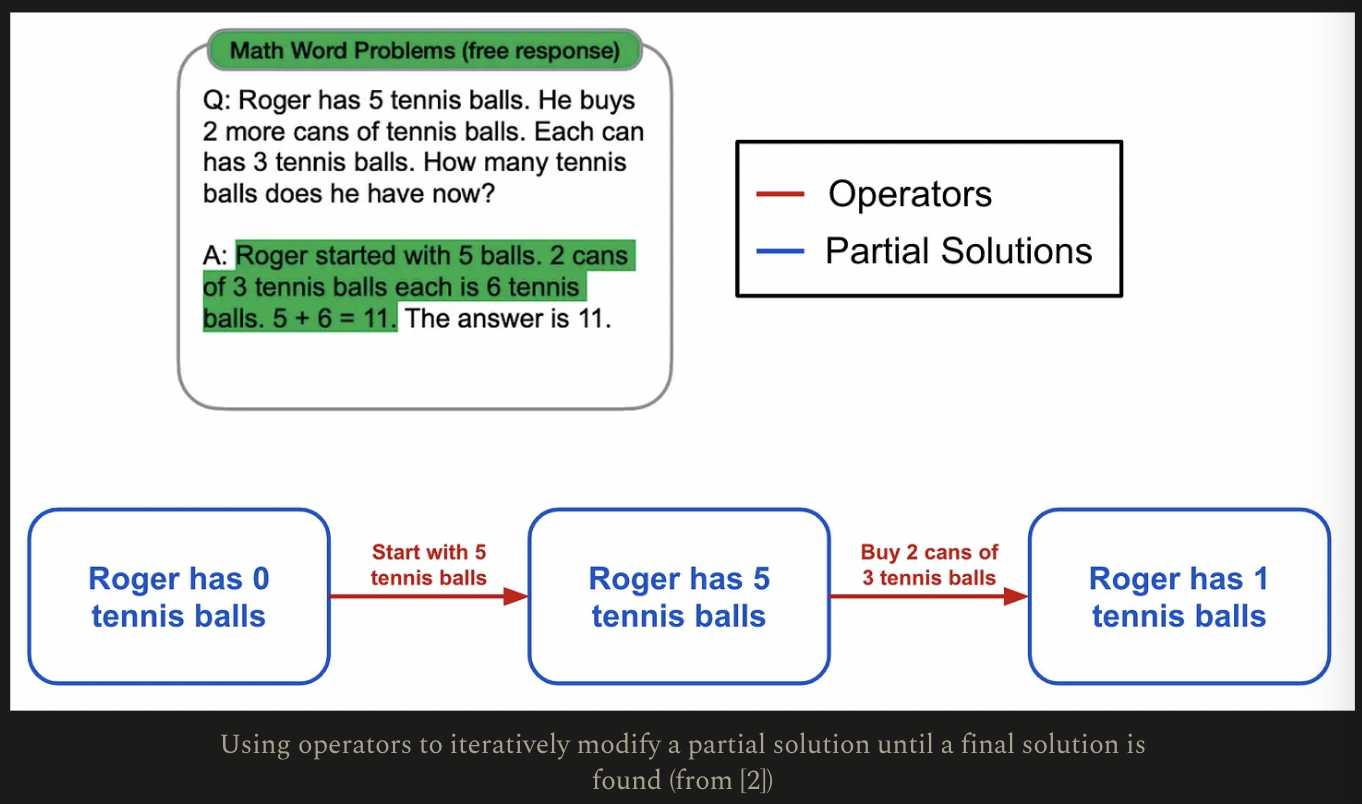 Math Word Problems (free response)
Q: Roger has 5 tennis balls. He buys
2 more cans of tennis balls. Each can
has 3 tennis balls. How many tennis
balls does he have now?
A: Roger started with 5 balls. 2 cans
of 3 tennis balls each is 6 tennis
balls. 5 + 6 = 11. The answer is 11.
Operators
Partial Solutions
Roger has 0
tennis balls
Start with 5
tennis balls
Roger has 5
tennis balls
Buy 2 cans of
3 tennis balls
Roger has 1
tennis balls
Using operators to iteratively modify a partial solution until a final solution is
found (from [2])